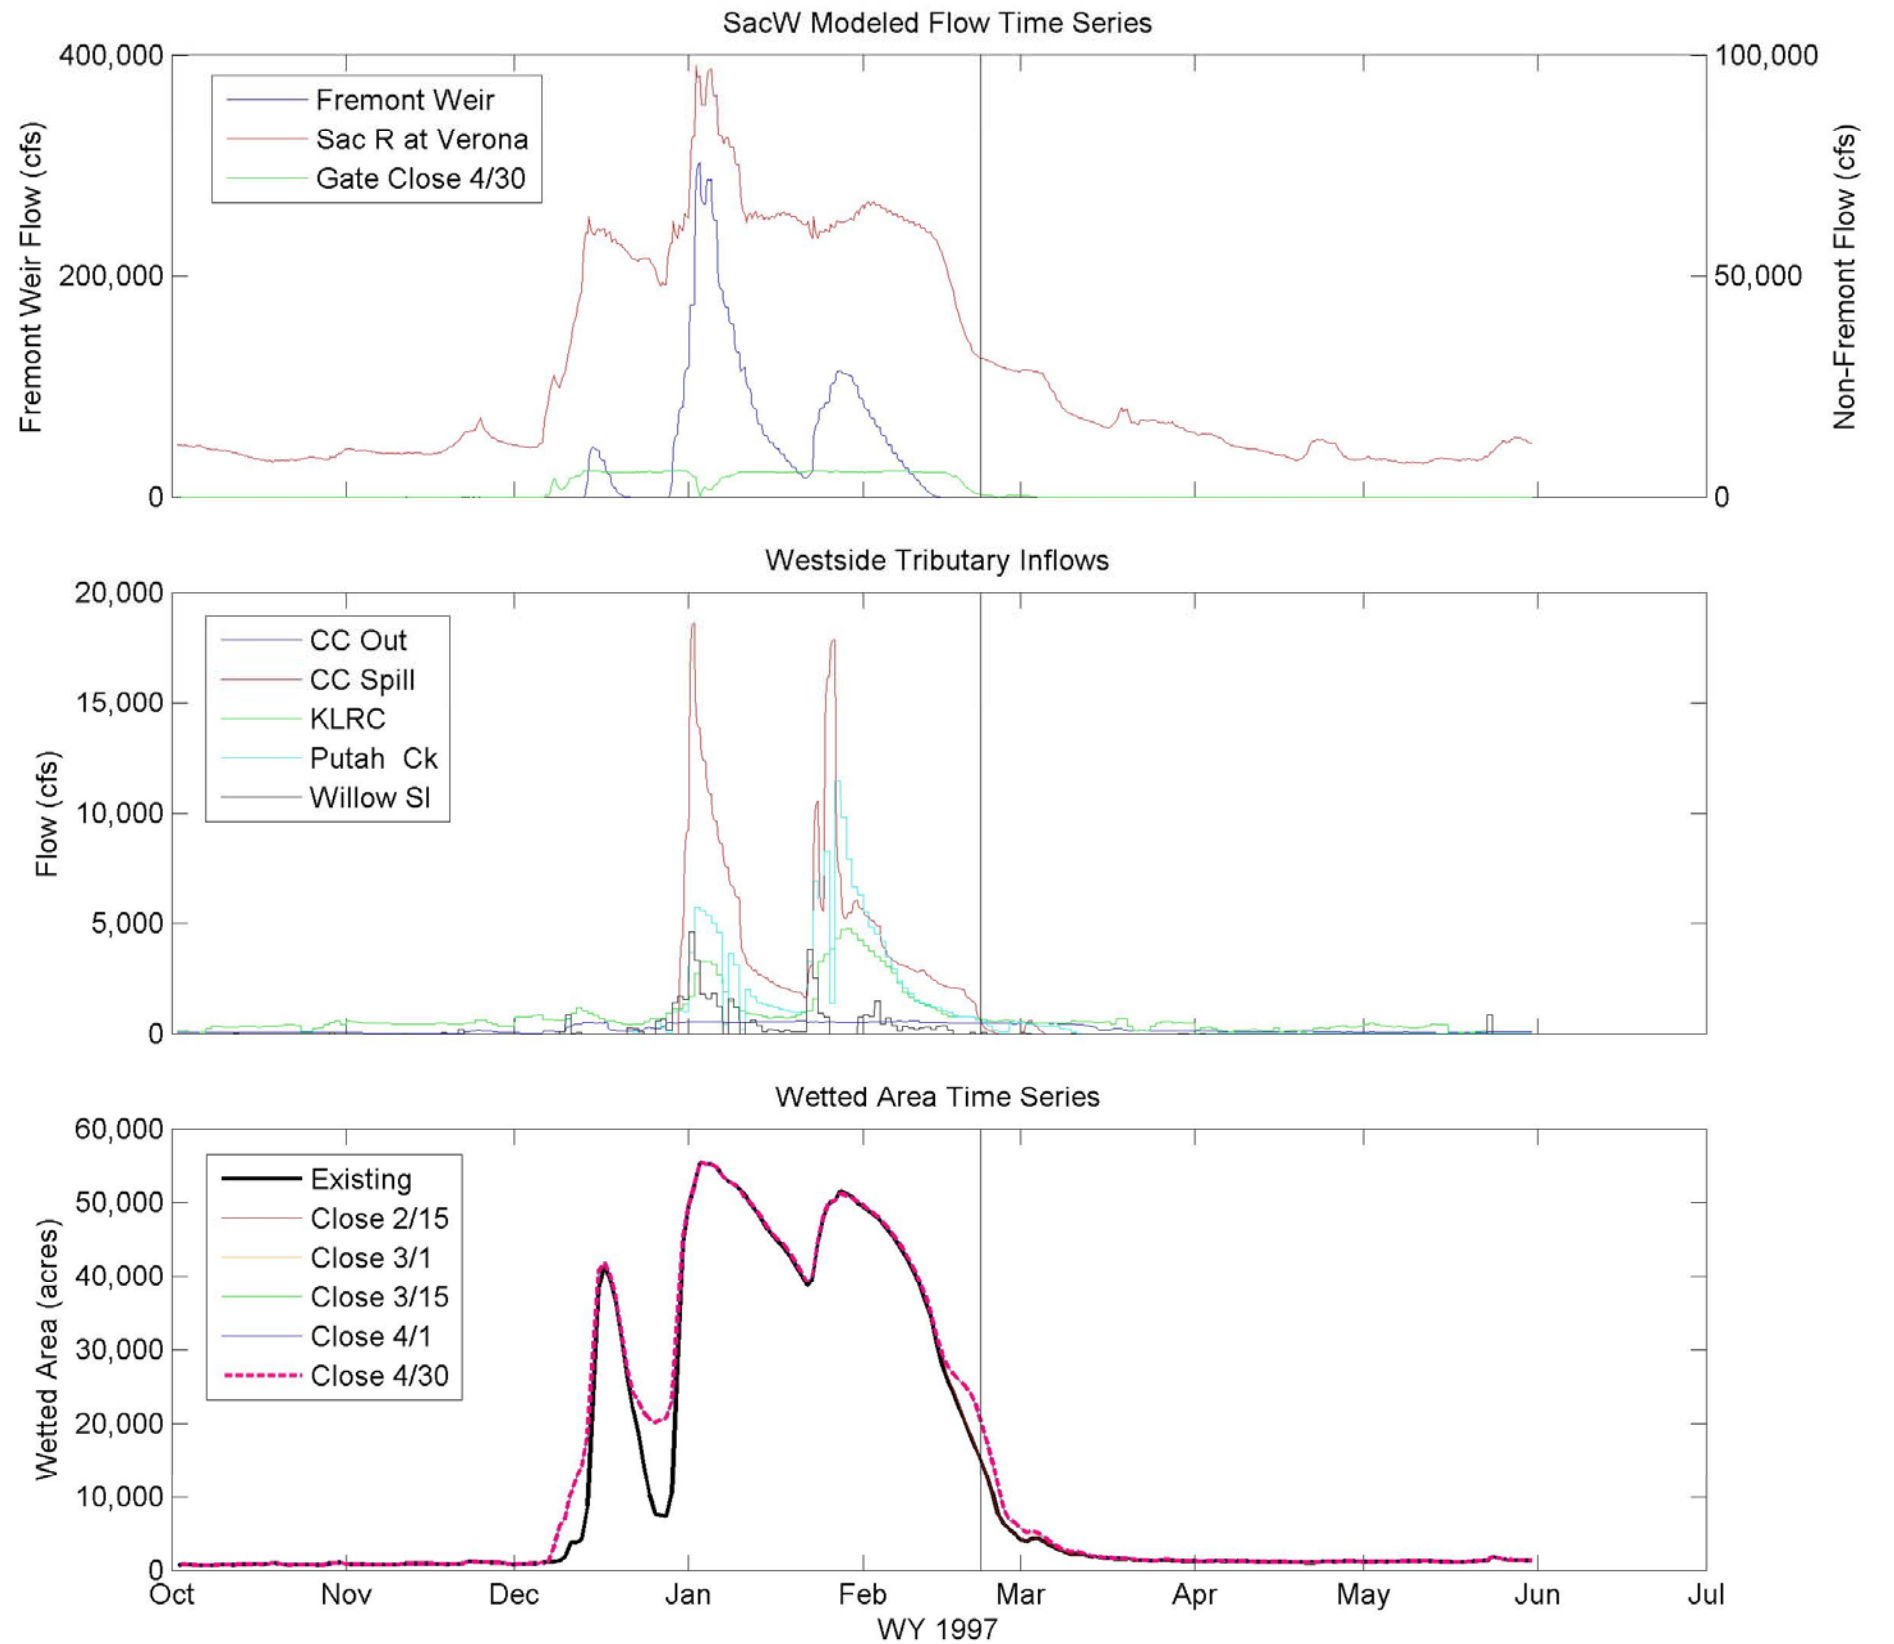 SacW Modeled Flow Time Series
400,000
200,000
0
100,000
50,000
0
Fremont Weir Flow (cfs)
Non-Fremont Flow (cfs)
Fremont Weir
Sac R at Verona
Gate Close 4/30
Westside Tributary Inflows
20,000
15,000
10,000
5,000
0
Flow (cfs)
CC Out
CC Spill
KLRC
Putah Ck
Willow Sl
Wetted Area Time Series
60,000
50,000
40,000
30,000
20,000
10,000
0
Wetted Area (acres)
Existing
Close 2/15
Close 3/1
Close 3/15
Close 4/1
Close 4/30
Oct Nov Dec Jan Feb Mar Apr May Jun Jul
WY 1997